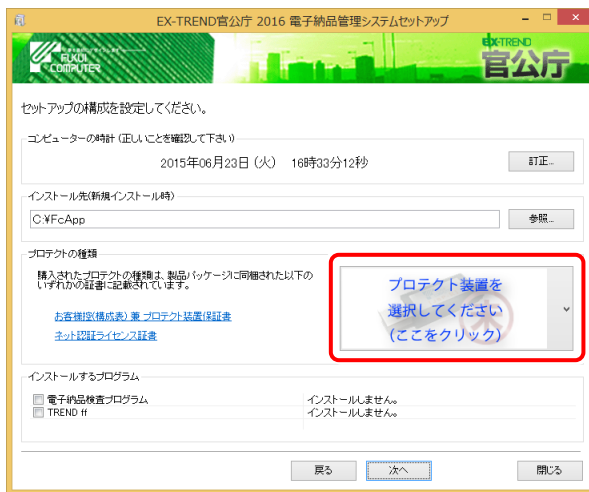 EX-TREND官公庁 2016 電子納品管理システムセットアップ
FUKUI
COMPUTER
EX-TREND
官公庁
セットアップの構成を設定してください。
コンピューターの時計 (正しいことを確認して下さい)
2015年06月23日 (火) 16時33分12秒
訂正...
インストール先(新規インストール時)
C:¥FcApp
参照...
プロテクトの種類
購入されたプロテクトの種類は、製品パッケージに同梱された以下の
いずれかの証書に記載されています。
お客様控(構成表) 兼 プロテクト装置保証書
ネット認証ライセンス証書
プロテクト装置を
選択してください
(ここをクリック)
インストールするプログラム
電子納品検査プログラム インストールしません。
TREND ff インストールしません。
戻る 次へ 閉じる